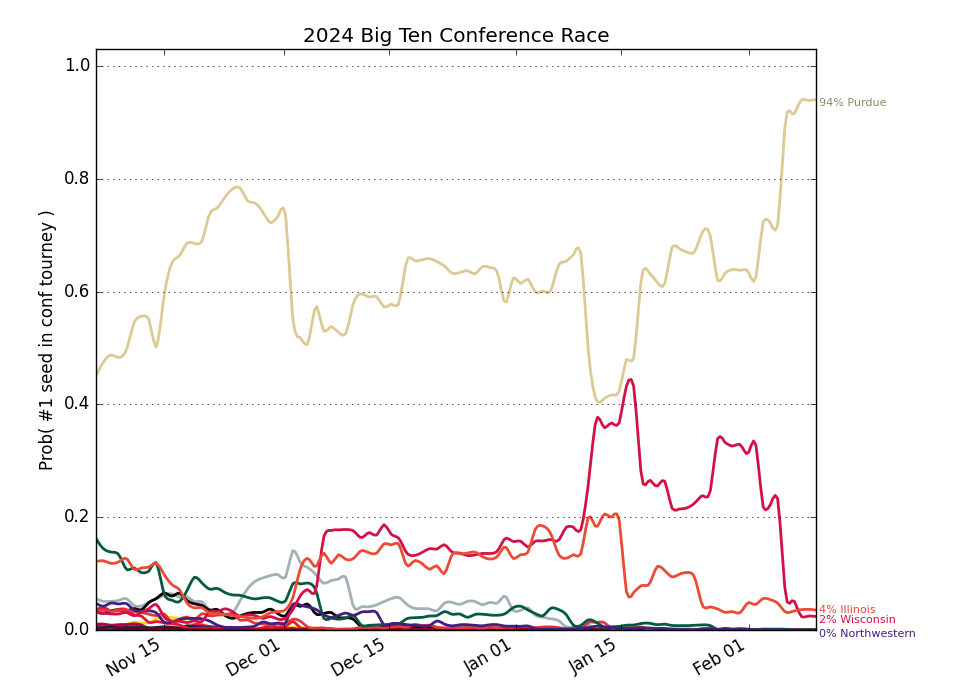 2024 Big Ten Conference Race
Prob( #1 seed in conf tourney )
1.0
0.8
0.6
0.4
0.2
0.0
Nov 15
Dec 01
Dec 15
Jan 01
Jan 15
Feb 01
94% Purdue
4% Illinois
2% Wisconsin
0% Northwestern